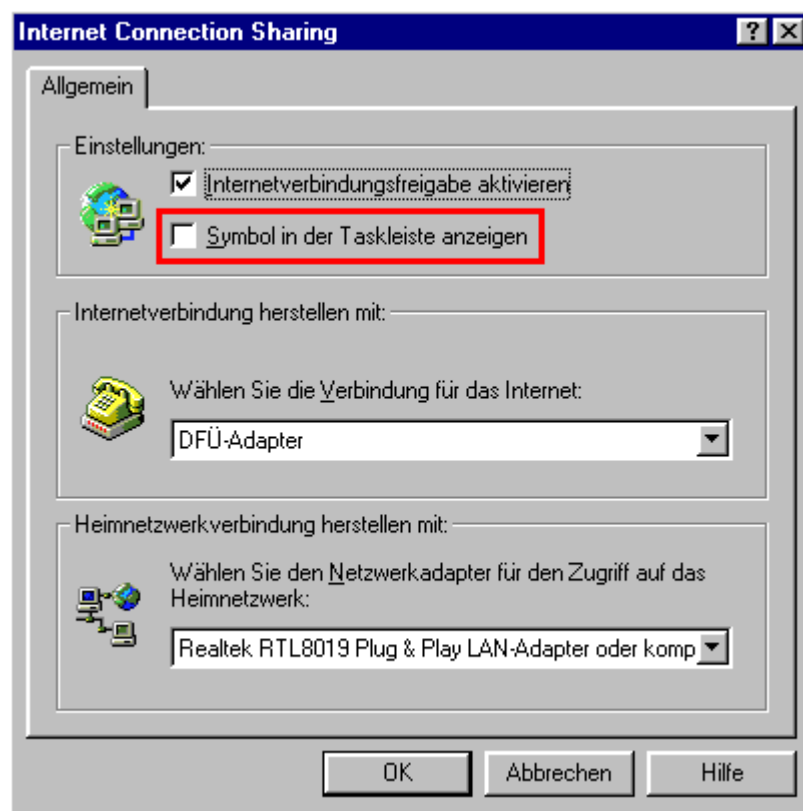 Internet Connection Sharing
Allgemein
Einstellungen:
Internetverbindungsfreigabe aktivieren
Symbol in der Taskleiste anzeigen
Internetverbindung herstellen mit:
Wählen Sie die Verbindung für das Internet:
DFÜ-Adapter
Heimnetzwerkverbindung herstellen mit:
Wählen Sie den Netzwerkadapter für den Zugriff auf das
Heimnetzwerk:
Realtek RTL8019 Plug & Play LAN-Adapter oder komp
OK Abbrechen Hilfe